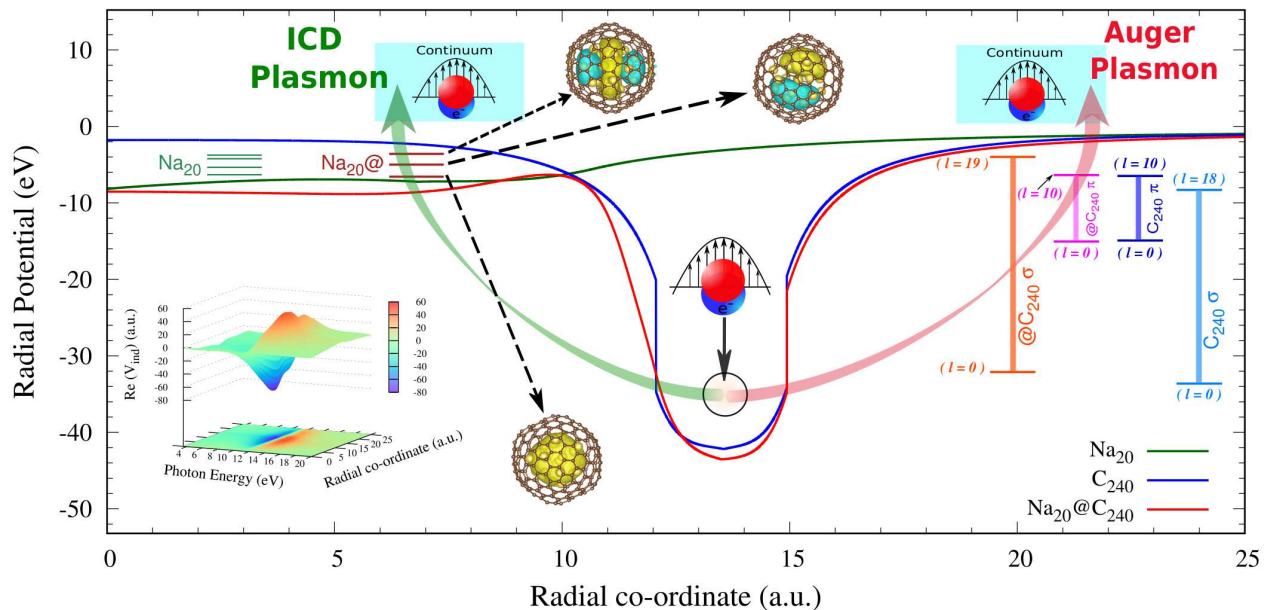 ICD
Plasmon
Continuum
e-
Auger
Plasmon
Continuum
e-
Radial Potential (eV)
10
0
-10
-20
-30
-40
-50
Na20
Na20@
e-
(l=19)
(l=0)
@C240 σ
(l=10)
(l=0)
@C240 π
(l=10)
(l=0)
C240 π
(l=18)
(l=0)
C240 σ
Re (Vind) (a.u.)
60
40
20
0
-20
-40
-60
-80
60
40
20
0
-20
-40
-60
-80
4 6 8 10 12 14 16 18 20
Photon Energy (eV)
0 5 10 15 20 25
Radial co-ordinate (a.u.)
Na20
C240
Na20@C240
0 5 10 15 20 25
Radial co-ordinate (a.u.)